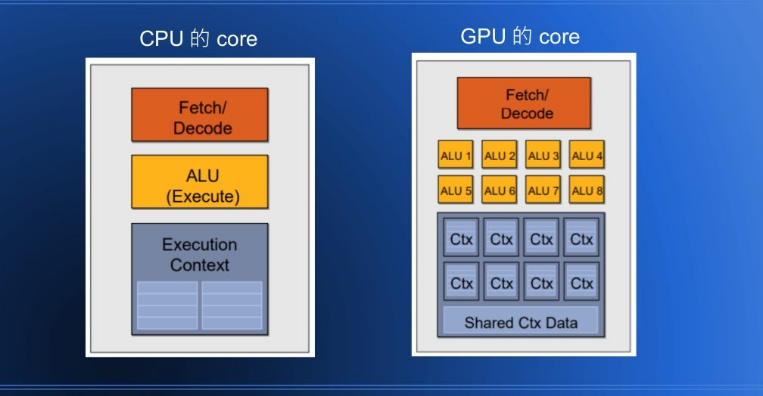 CPU 的 core
Fetch/
Decode
ALU
(Execute)
Execution
Context
GPU 的 core
Fetch/
Decode
ALU 1 ALU 2 ALU 3 ALU 4
ALU 5 ALU 6 ALU 7 ALU 8
Ctx Ctx Ctx Ctx
Ctx Ctx Ctx Ctx
Shared Ctx Data